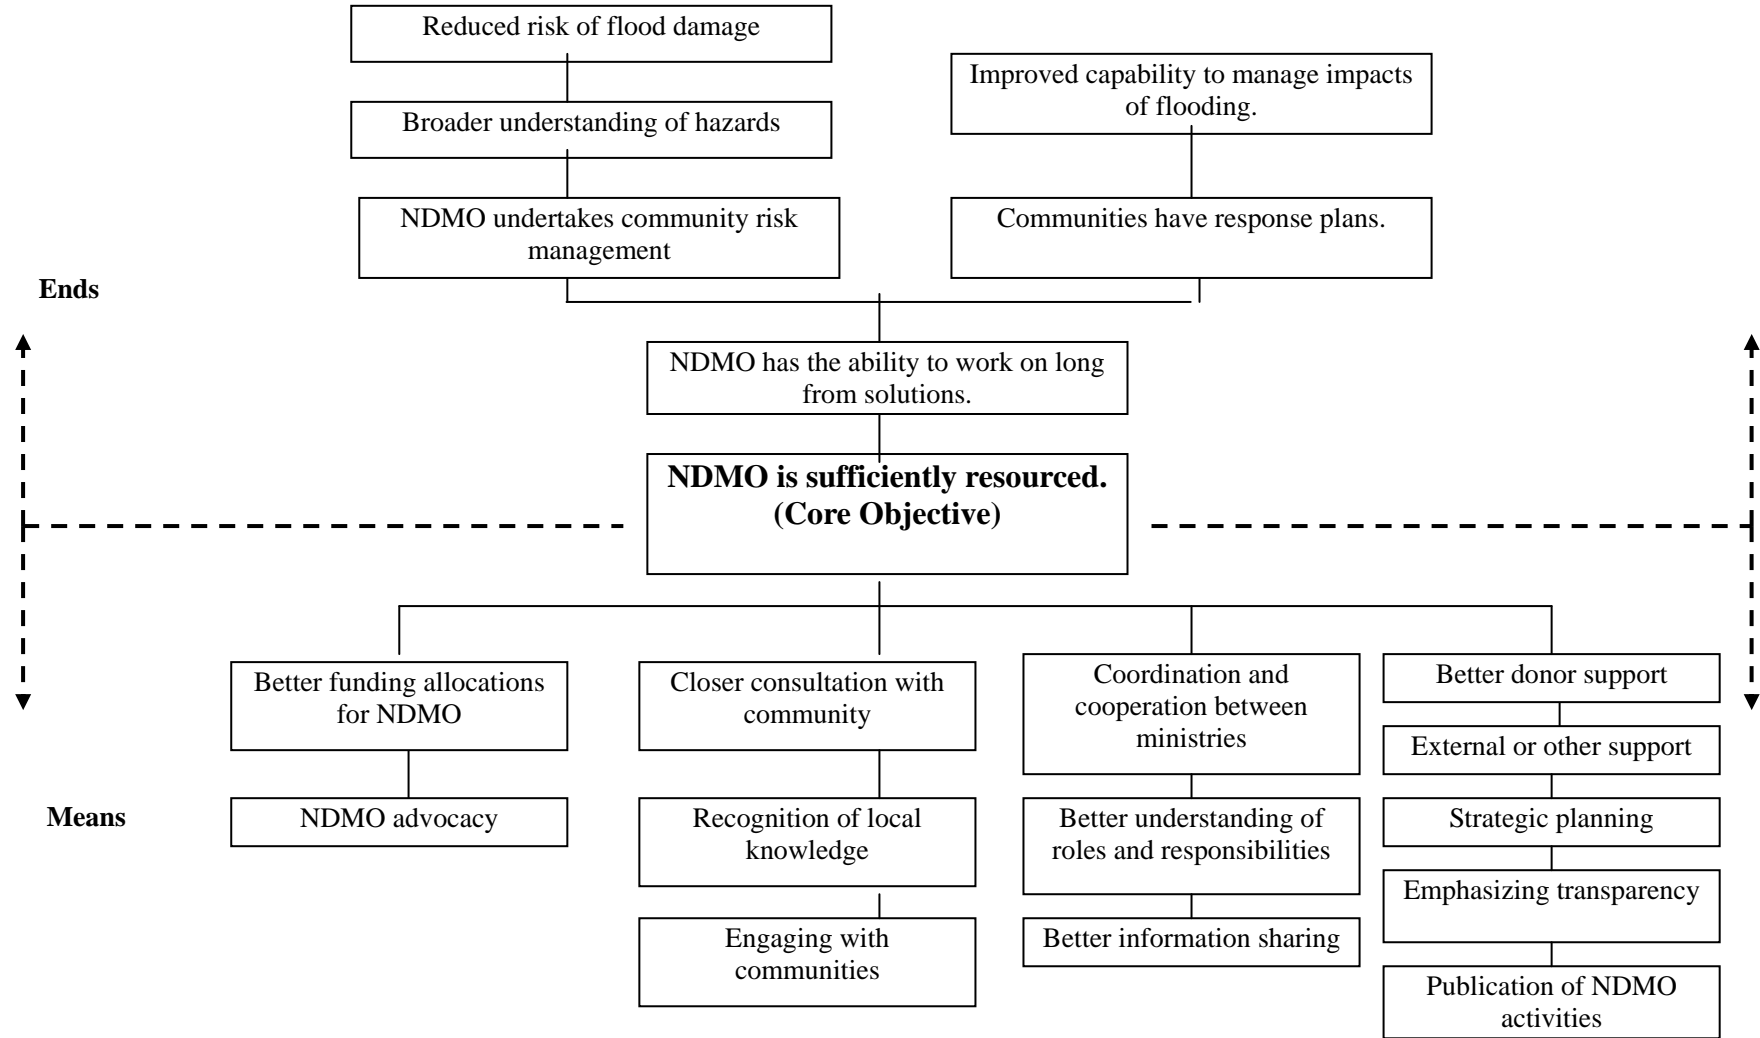 Reduced risk of flood damage
Improved capability to manage impacts
of flooding.
Broader understanding of hazards
NDMO undertakes community risk
management
Communities have response plans.
Ends
NDMO has the ability to work on long
from solutions.
NDMO is sufficiently resourced.
(Core Objective)
Better funding allocations
for NDMO
Closer consultation with
community
Coordination and
cooperation between
ministries
Better donor support
External or other support
Means
NDMO advocacy
Recognition of local
knowledge
Better understanding of
roles and responsibilities
Strategic planning
Emphasizing transparency
Engaging with
communities
Better information sharing
Publication of NDMO
activities